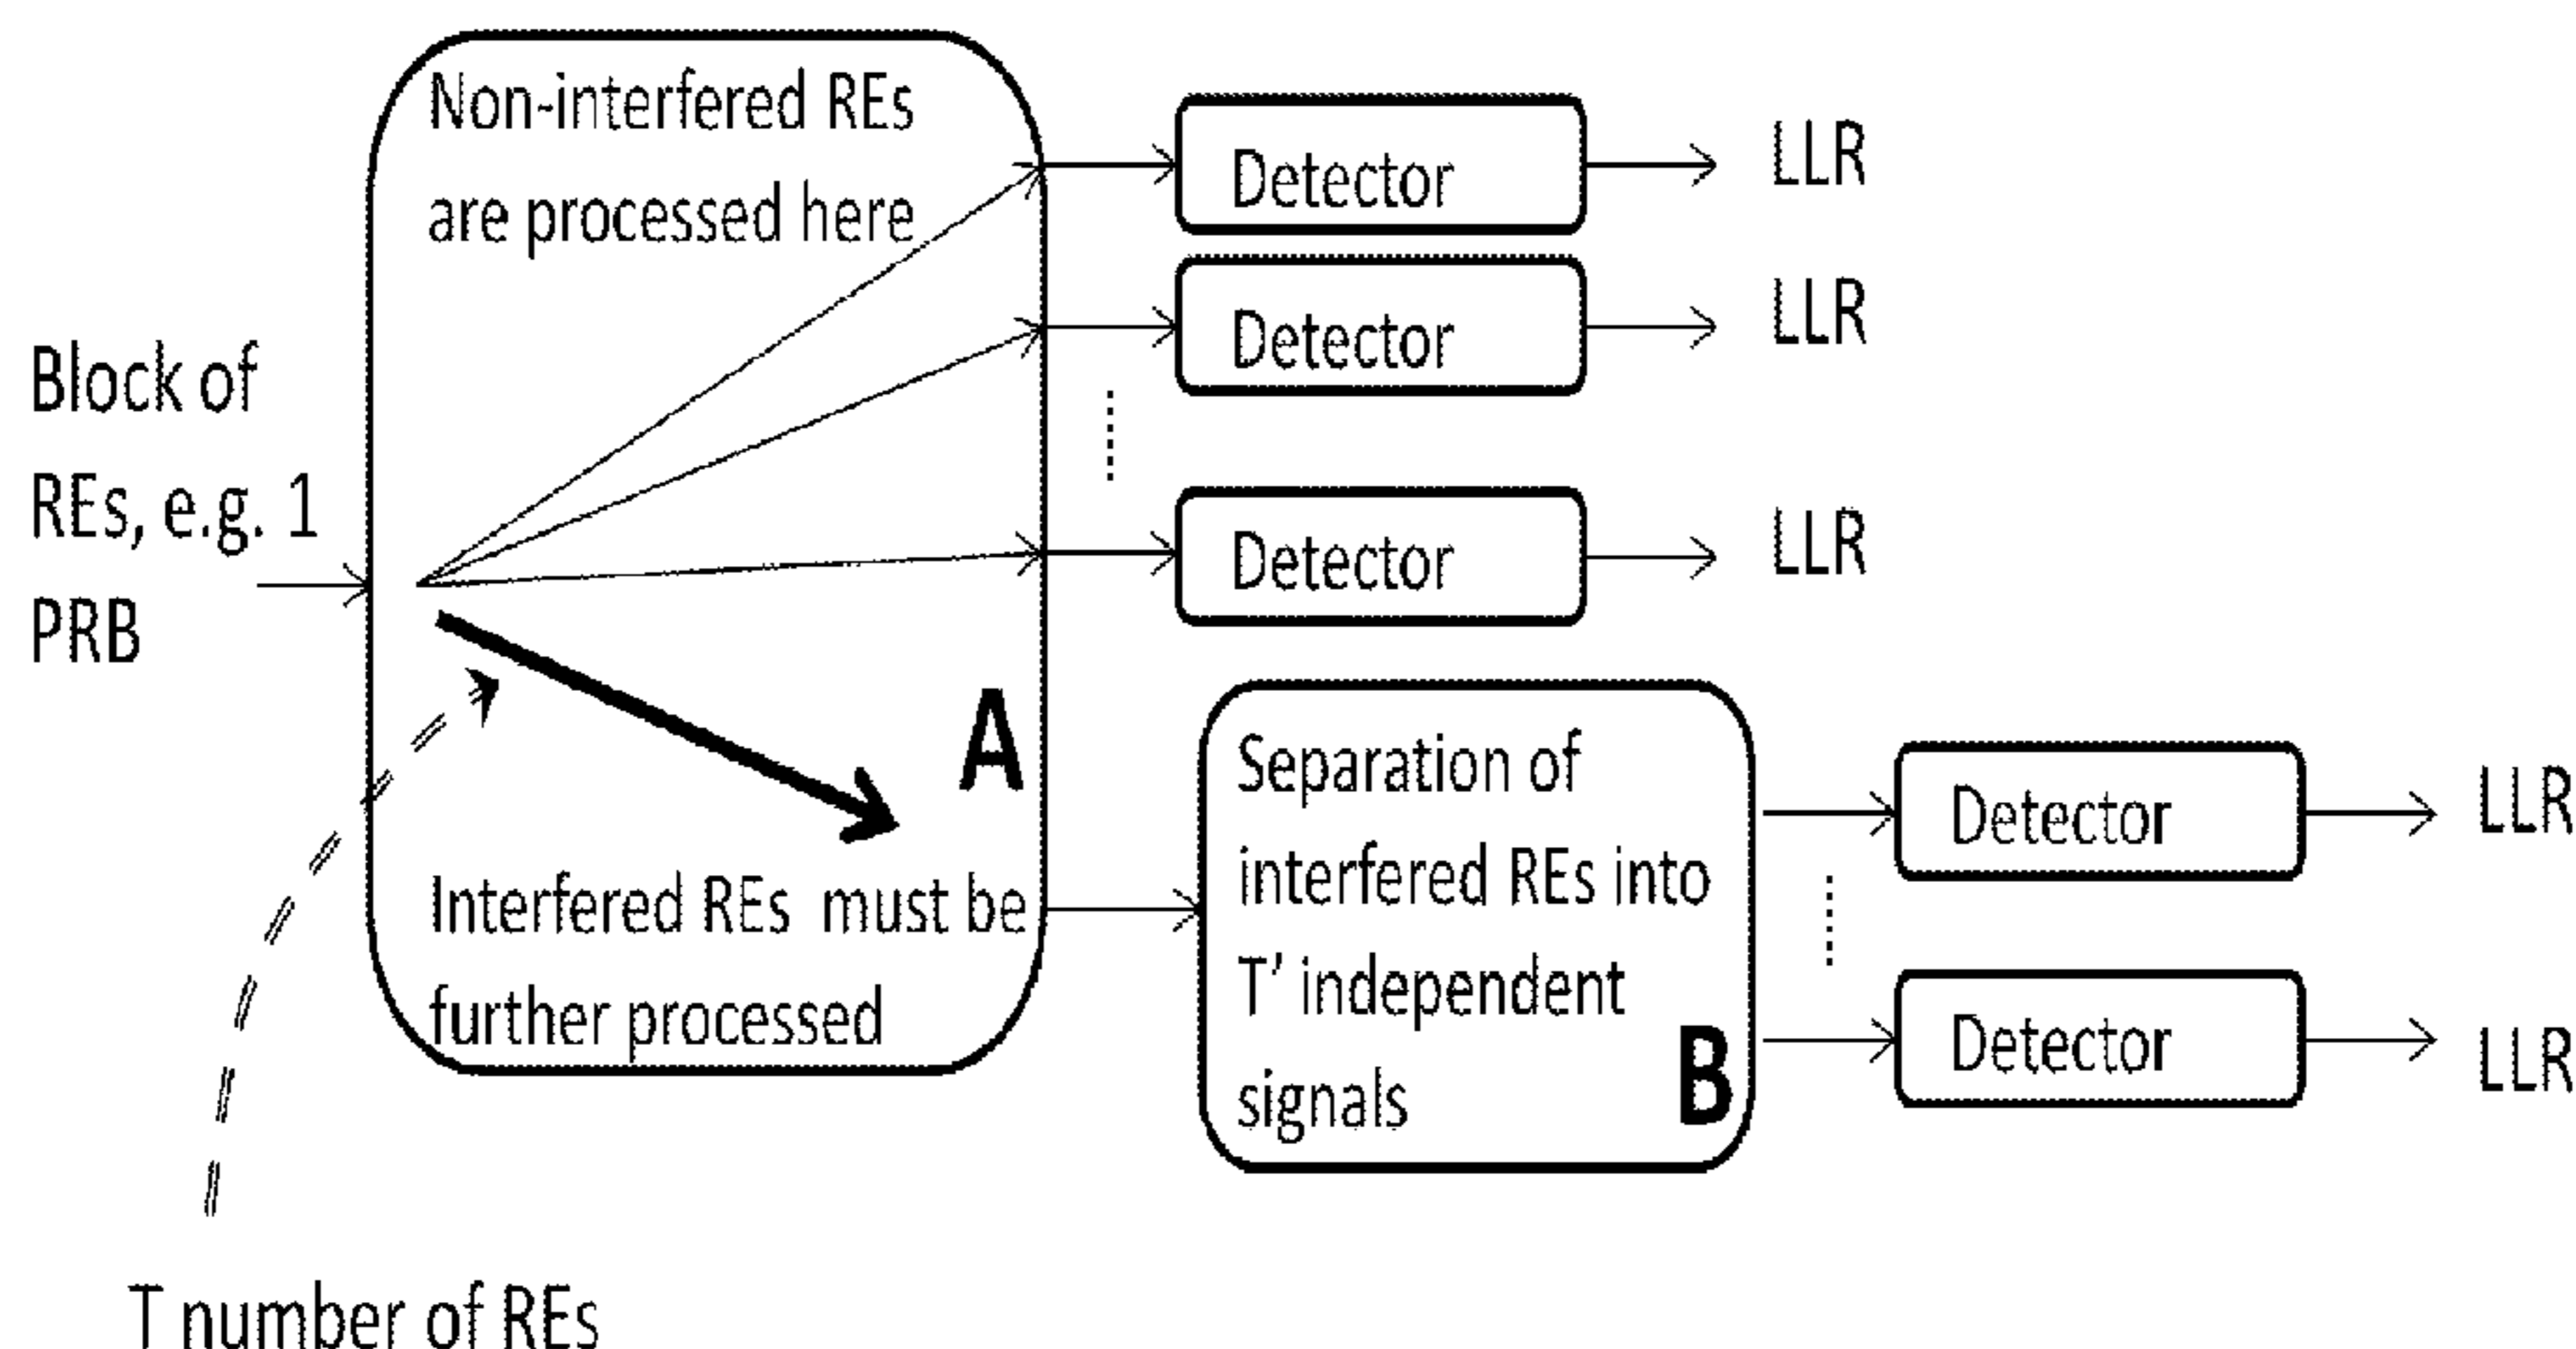 Block of
REs, e.g. 1
PRB
Non-interfered REs
are processed here
A
Interfered REs must be
further processed
T number of REs
Detector
LLR
Detector
LLR
Detector
LLR
Separation of
interfered REs into
T' independent
signals
B
Detector
LLR
Detector
LLR